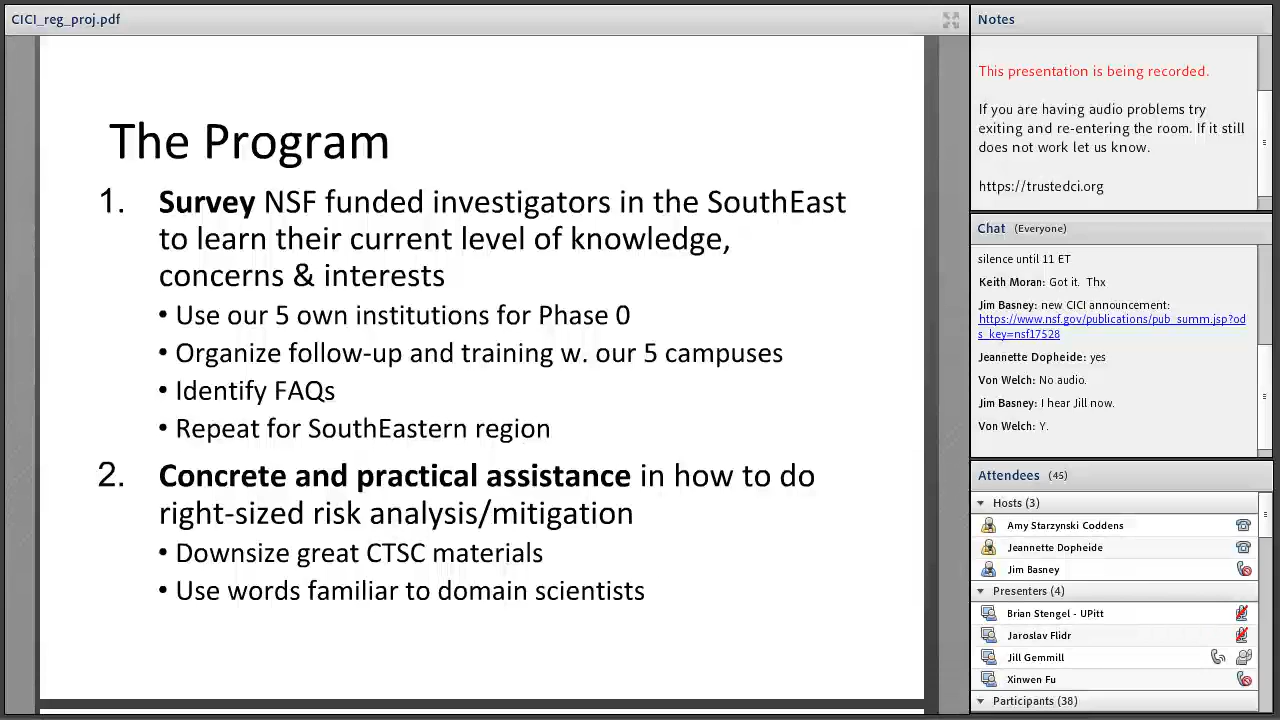 CICI_reg_proj.pdf
The Program
1. Survey NSF funded investigators in the SouthEast
to learn their current level of knowledge,
concerns & interests
• Use our 5 own institutions for Phase 0
• Organize follow-up and training w. our 5 campuses
• Identify FAQs
• Repeat for SouthEastern region
2. Concrete and practical assistance in how to do
right-sized risk analysis/mitigation
• Downsize great CTSC materials
• Use words familiar to domain scientists
Notes
This presentation is being recorded.
If you are having audio problems try
exiting and re-entering the room. If it still
does not work let us know.
https://trustedci.org
Chat (Everyone)
silence until 11 ET
Keith Moran: Got it. Thx
Jim Basney: new CICI announcement:
https://www.nsf.gov/publications/pub_summ.jsp?od
s_key=nsf17528
Jeannette Dopheide: yes
Von Welch: No audio.
Jim Basney: I hear Jill now.
Von Welch: Y.
Attendees (45)
Hosts (3)
Amy Starzynski Coddens
Jeannette Dopheide
Jim Basney
Presenters (4)
Brian Stengel - UPitt
Jaroslav Flidr
Jill Gemmill
Xinwen Fu
Participants (38)